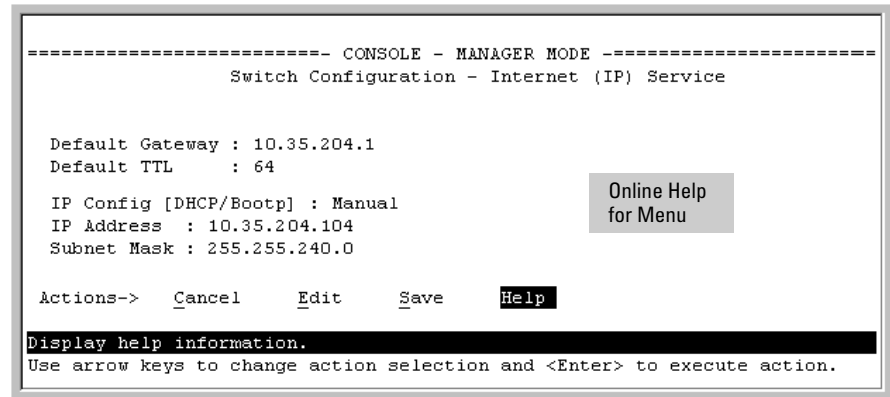 ==========================- CONSOLE - MANAGER MODE -==========================
Switch Configuration - Internet (IP) Service
Default Gateway : 10.35.204.1
Default TTL     : 64
IP Config [DHCP/Bootp] : Manual
IP Address  : 10.35.204.104
Subnet Mask : 255.255.240.0
Online Help
for Menu
Actions->   Cancel     Edit     Save     Help
Display help information.
Use arrow keys to change action selection and <Enter> to execute action.